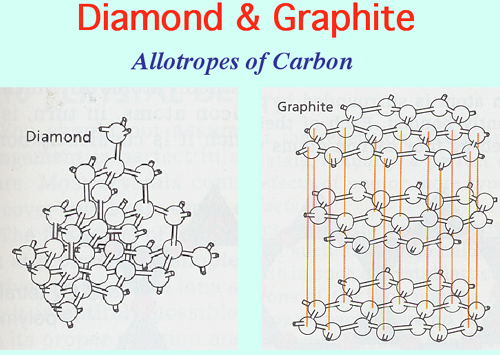 Diamond & Graphite
Allotropes of Carbon
Diamond
Graphite